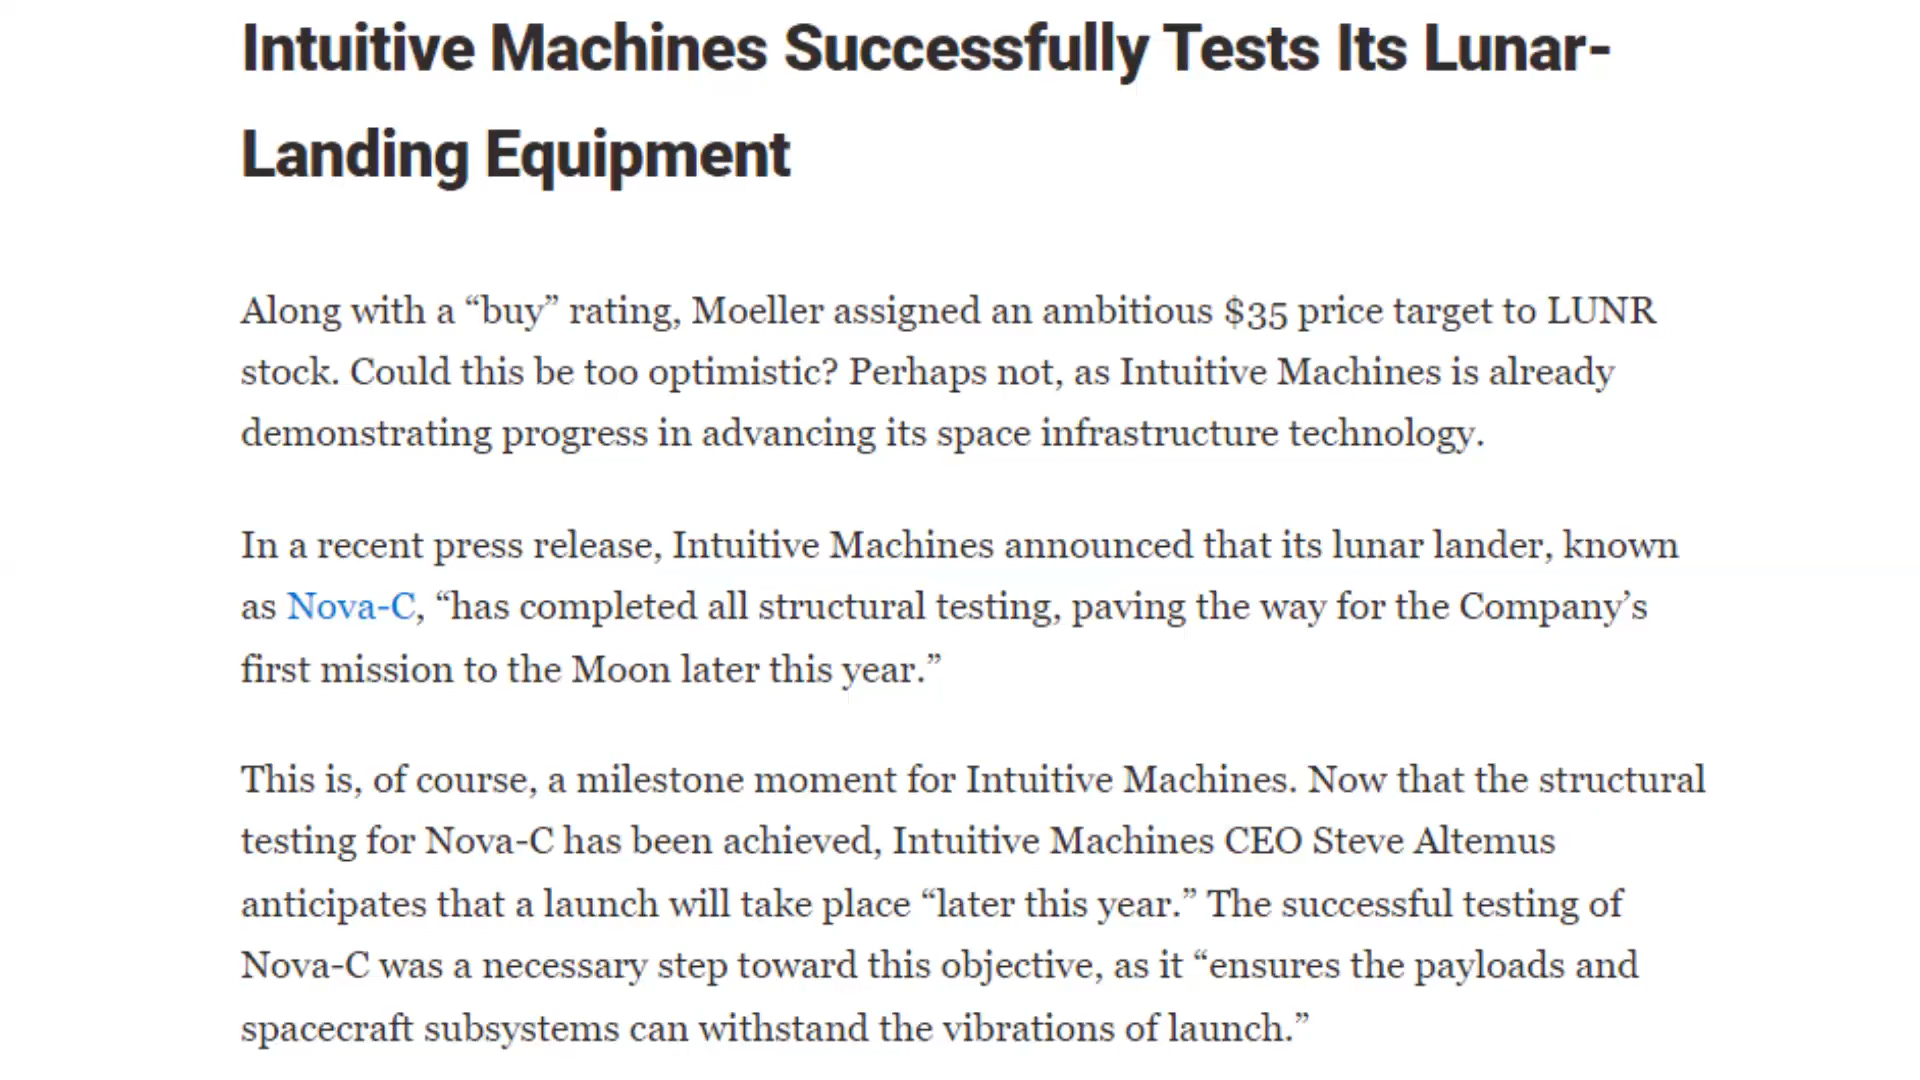 Intuitive Machines Successfully Tests Its Lunar-
Landing Equipment
Along with a “buy” rating, Moeller assigned an ambitious $35 price target to LUNR
stock. Could this be too optimistic? Perhaps not, as Intuitive Machines is already
demonstrating progress in advancing its space infrastructure technology.
In a recent press release, Intuitive Machines announced that its lunar lander, known
as Nova-C, “has completed all structural testing, paving the way for the Company’s
first mission to the Moon later this year.”
This is, of course, a milestone moment for Intuitive Machines. Now that the structural
testing for Nova-C has been achieved, Intuitive Machines CEO Steve Altemus
anticipates that a launch will take place “later this year.” The successful testing of
Nova-C was a necessary step toward this objective, as it “ensures the payloads and
spacecraft subsystems can withstand the vibrations of launch.”